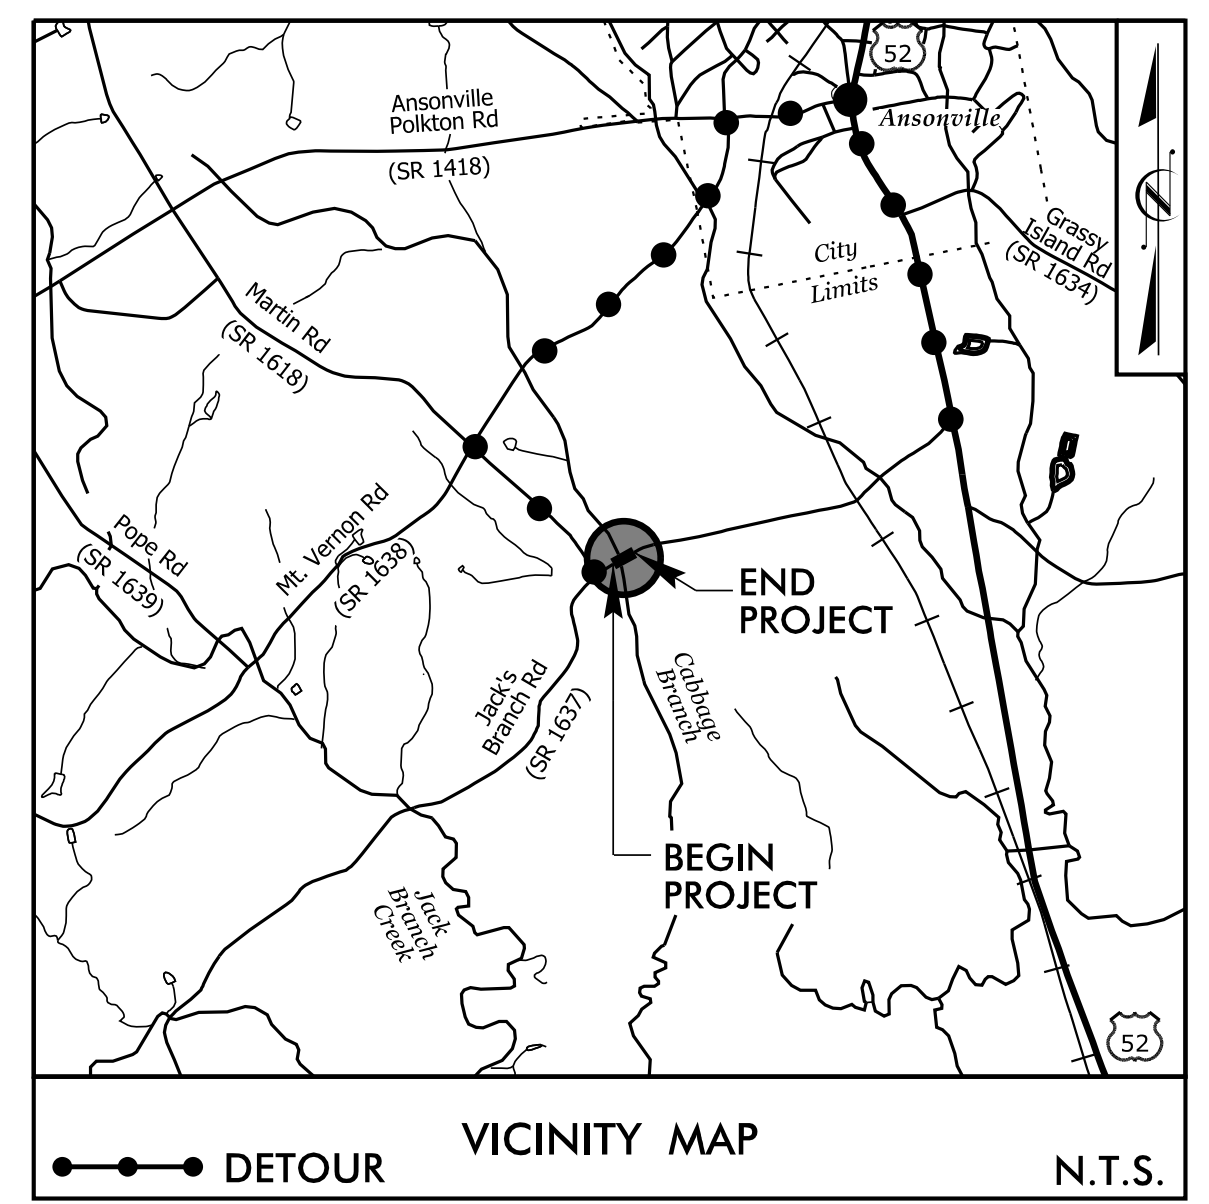 52
Ansonville
Polkton Rd
(SR 1418)
Ansonville
Grassy
Island Rd
(SR 1634)
City
Limits
Martin Rd
(SR 1618)
Pope Rd
(SR 1639)
Mt. Vernon Rd
(SR 1638)
END
PROJECT
Jack's
Branch Rd
(SR 1637)
Cabbage
Branch
BEGIN
PROJECT
Jack
Branch
Creek
52
VICINITY MAP
DETOUR
N.T.S.